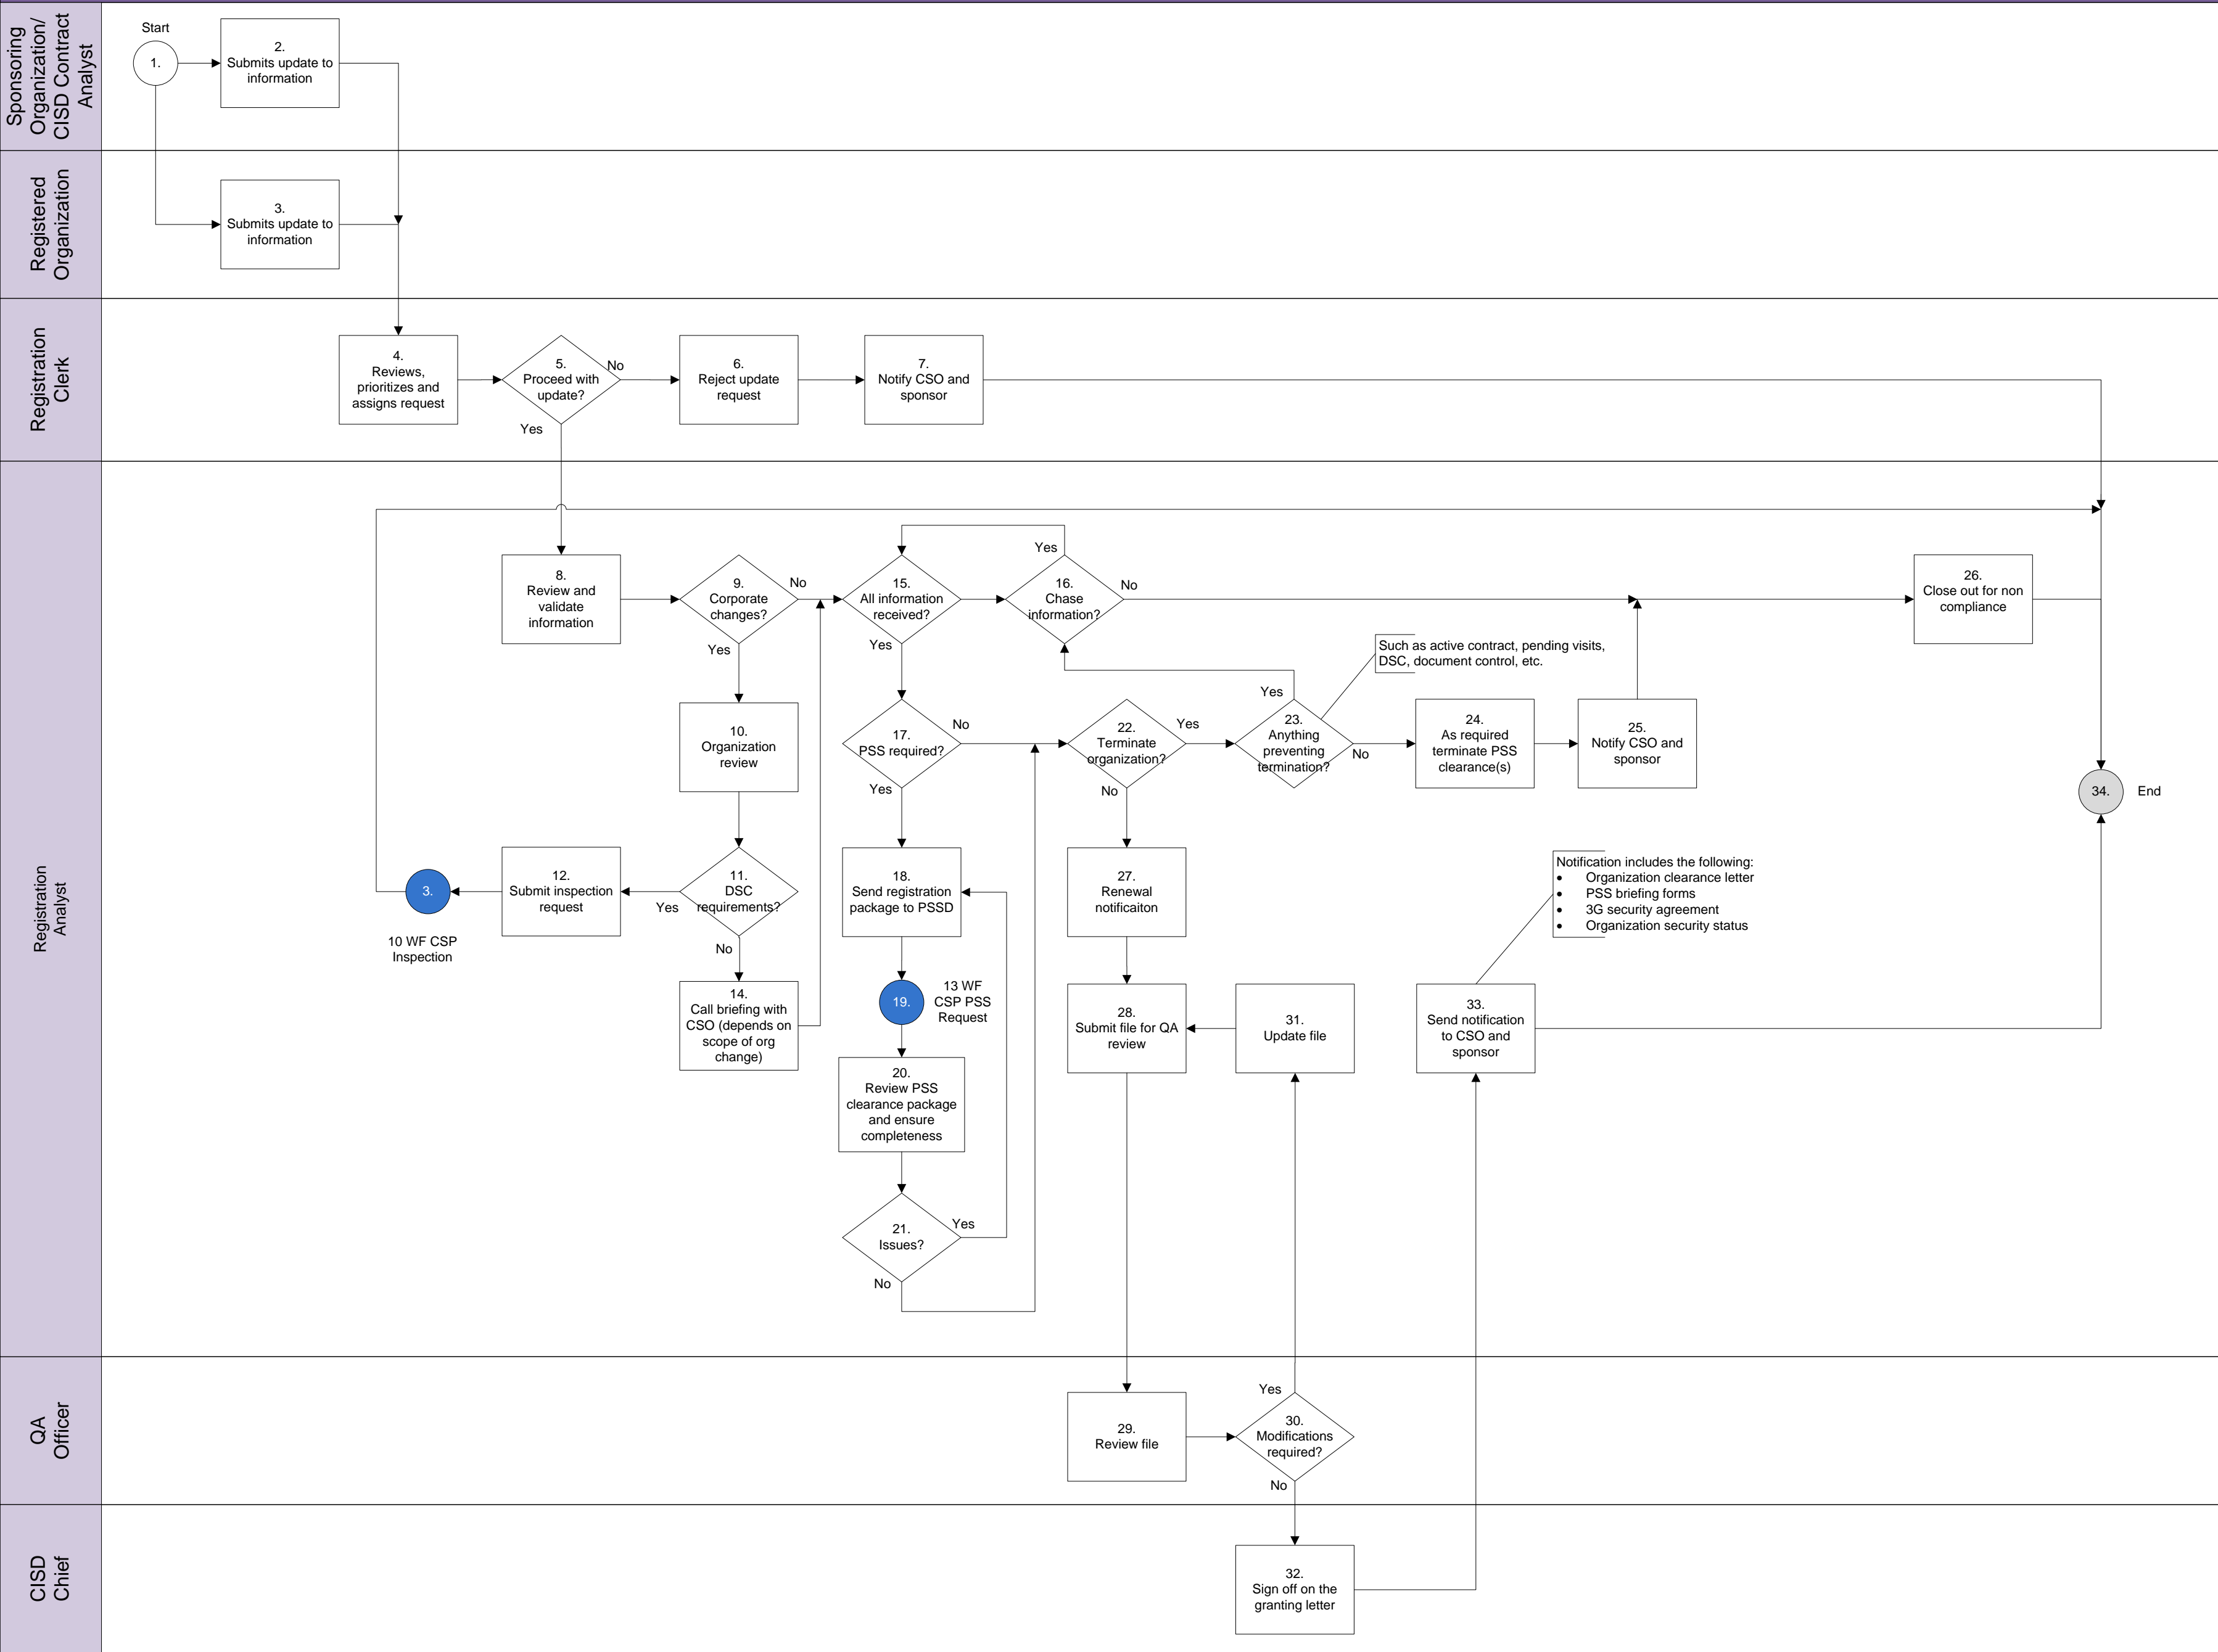 Sponsoring
Organization/
CISD Contract
Analyst
Start
1.
2.
Submits update to
information
Registered
Organization
3.
Submits update to
information
Registration
Clerk
4.
Reviews,
prioritizes and
assigns request
5.
Proceed with
update?
No
Yes
6.
Reject update
request
7.
Notify CSO and
sponsor
Registration
Analyst
8.
Review and
validate
information
9.
Corporate
changes?
No
Yes
10.
Organization
review
11.
DSC
requirements?
Yes
No
12.
Submit inspection
request
3.
10 WF CSP
Inspection
14.
Call briefing with
CSO (depends on
scope of org
change)
15.
All information
received?
Yes
16.
Chase
information?
Yes
No
17.
PSS required?
No
Yes
18.
Send registration
package to PSSD
19.
13 WF
CSP PSS
Request
20.
Review PSS
clearance package
and ensure
completeness
21.
Issues?
Yes
No
22.
Terminate
organization?
Yes
No
23.
Anything
preventing
termination?
Yes
No
Such as active contract, pending visits,
DSC, document control, etc.
24.
As required
terminate PSS
clearance(s)
25.
Notify CSO and
sponsor
26.
Close out for non
compliance
27.
Renewal
notificaiton
28.
Submit file for QA
review
31.
Update file
33.
Send notification
to CSO and
sponsor
Notification includes the following:
• Organization clearance letter
• PSS briefing forms
• 3G security agreement
• Organization security status
34.
End
QA
Officer
29.
Review file
30.
Modifications
required?
Yes
No
CISD
Chief
32.
Sign off on the
granting letter